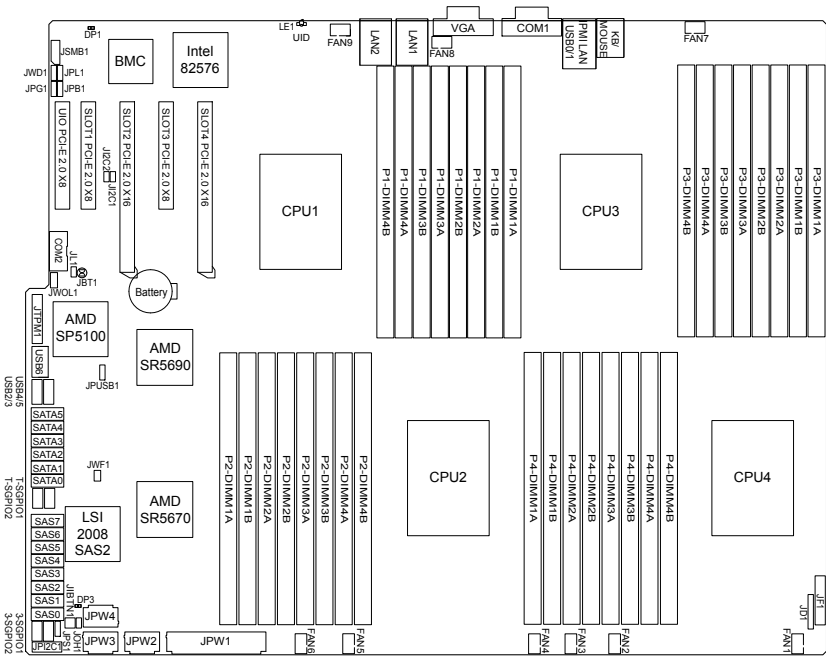 DP1
LE1
UID
FAN9
LAN2
LAN1
VGA
FAN8
COM1
IPMI LAN
USB0/1
KB/
MOUSE
FAN7
JSMB1
BMC
Intel
82576
JWD1
JPL1
JPG1
JPB1
UIO PCI-E 2.0 X8
SLOT1 PCI-E 2.0 X8
JI2C2
JI2C1
SLOT2 PCI-E 2.0 X16
SLOT3 PCI-E 2.0 X8
SLOT4 PCI-E 2.0 X16
CPU1
P1-DIMM4B
P1-DIMM4A
P1-DIMM3B
P1-DIMM3A
P1-DIMM2B
P1-DIMM2A
P1-DIMM1B
P1-DIMM1A
CPU3
P3-DIMM4B
P3-DIMM4A
P3-DIMM3B
P3-DIMM3A
P3-DIMM2B
P3-DIMM2A
P3-DIMM1B
P3-DIMM1A
COM2
JL1
JBT1
JWOL1
Battery
JTPM1
AMD
SP5100
AMD
SR5690
USB6
JPUSB1
USB4/5
USB2/3
SATA5
SATA4
SATA3
SATA2
SATA1
SATA0
JWF1
T-SGPIO1
T-SGPIO2
LSI
2008
SAS2
AMD
SR5670
SAS7
SAS6
SAS5
SAS4
SAS3
SAS2
SAS1
SAS0
P2-DIMM1A
P2-DIMM1B
P2-DIMM2A
P2-DIMM2B
P2-DIMM3A
P2-DIMM3B
P2-DIMM4A
P2-DIMM4B
CPU2
P4-DIMM1A
P4-DIMM1B
P4-DIMM2A
P4-DIMM2B
P4-DIMM3A
P4-DIMM3B
P4-DIMM4A
P4-DIMM4B
CPU4
JIBTN1
DP3
JPW4
3-SGPIO1
3-SGPIO2
JPI2C1
JPS1
JOH1
JPW3
JPW2
JPW1
FAN6
FAN5
FAN4
FAN3
FAN2
FAN1
JD1
JF1